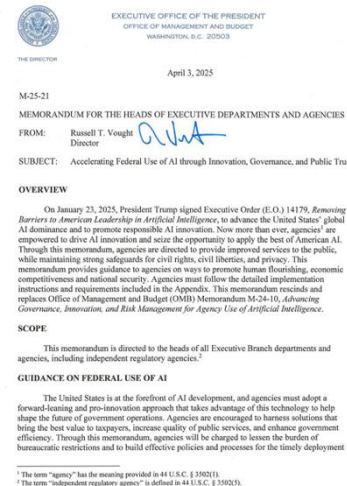 EXECUTIVE OFFICE OF THE PRESIDENT
OFFICE OF MANAGEMENT AND BUDGET
WASHINGTON, D.C. 20503
THE DIRECTOR
April 3, 2025
M-25-21
MEMORANDUM FOR THE HEADS OF EXECUTIVE DEPARTMENTS AND AGENCIES
FROM: Russell T. Vought
Director
SUBJECT: Accelerating Federal Use of AI through Innovation, Governance, and Public Tru
OVERVIEW
On January 23, 2025, President Trump signed Executive Order (E.O.) 14179, Removing
Barriers to American Leadership in Artificial Intelligence, to advance the United States' global
AI dominance and to promote responsible AI innovation. Now more than ever, agencies¹ are
empowered to drive AI innovation and seize the opportunity to apply the best of American AI.
Through this memorandum, agencies are directed to provide improved services to the public,
while maintaining strong safeguards for civil rights, civil liberties, and privacy. This
memorandum provides guidance to agencies on ways to promote human flourishing, economic
competitiveness and national security. Agencies must follow the detailed implementation
instructions and requirements included in the Appendix. This memorandum rescinds and
replaces Office of Management and Budget (OMB) Memorandum M-24-10, Advancing
Governance, Innovation, and Risk Management for Agency Use of Artificial Intelligence.
SCOPE
This memorandum is directed to the heads of all Executive Branch departments and
agencies, including independent regulatory agencies.²
GUIDANCE ON FEDERAL USE OF AI
The United States is at the forefront of AI development, and agencies must adopt a
forward-leaning and pro-innovation approach that takes advantage of this technology to help
shape the future of government operations. Agencies are encouraged to harness solutions that
bring the best value to taxpayers, increase quality of public services, and enhance government
efficiency. Through this memorandum, agencies will be charged to lessen the burden of
bureaucratic restrictions and to build effective policies and processes for the timely deployment
¹ The term "agency" has the meaning provided in 44 U.S.C. § 3502(1).
² The term "independent regulatory agency" is defined in 44 U.S.C. § 3502(5).